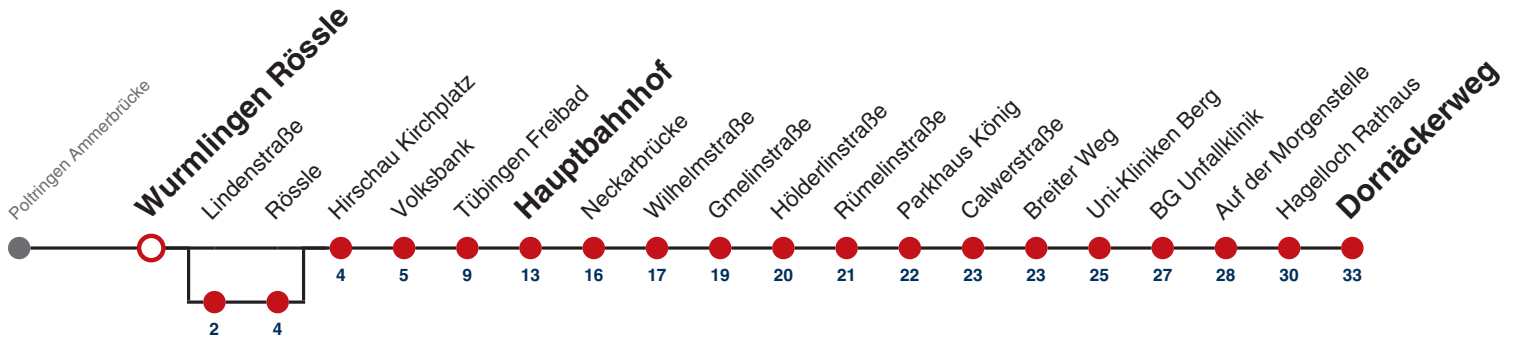 Poltringen Ammerbrücke
Wurmlingen Rössle
Lindenstraße
Rössle
Hirschau Kirchplatz
Volksbank
Tübingen Freibad
Hauptbahnhof
Neckarbrücke
Wilhelmstraße
Gmelinstraße
Hölderlinstraße
Rümelinstraße
Parkhaus König
Calwerstraße
Breiter Weg
Uni-Kliniken Berg
BG Unfallklinik
Auf der Morgenstelle
Hagelloch Rathaus
Dornäckerweg
4 5 9 13 16 17 19 20 21 22 23 23 25 27 28 30 33
2 4